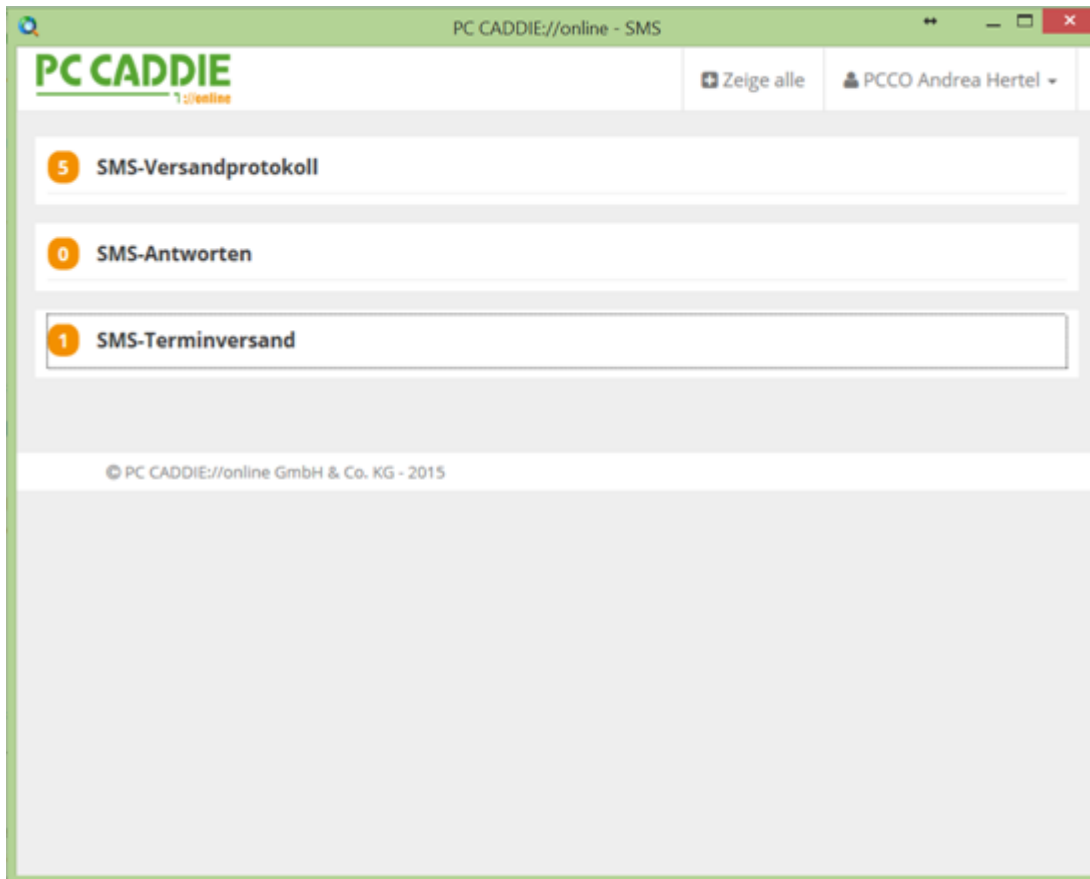 PC CADDIE://online - SMS
PC CADDIE
://online
Zeige alle
PCCO Andrea Hertel
5 SMS-Versandprotokoll
0 SMS-Antworten
1 SMS-Terminversand
© PC CADDIE://online GmbH & Co. KG - 2015